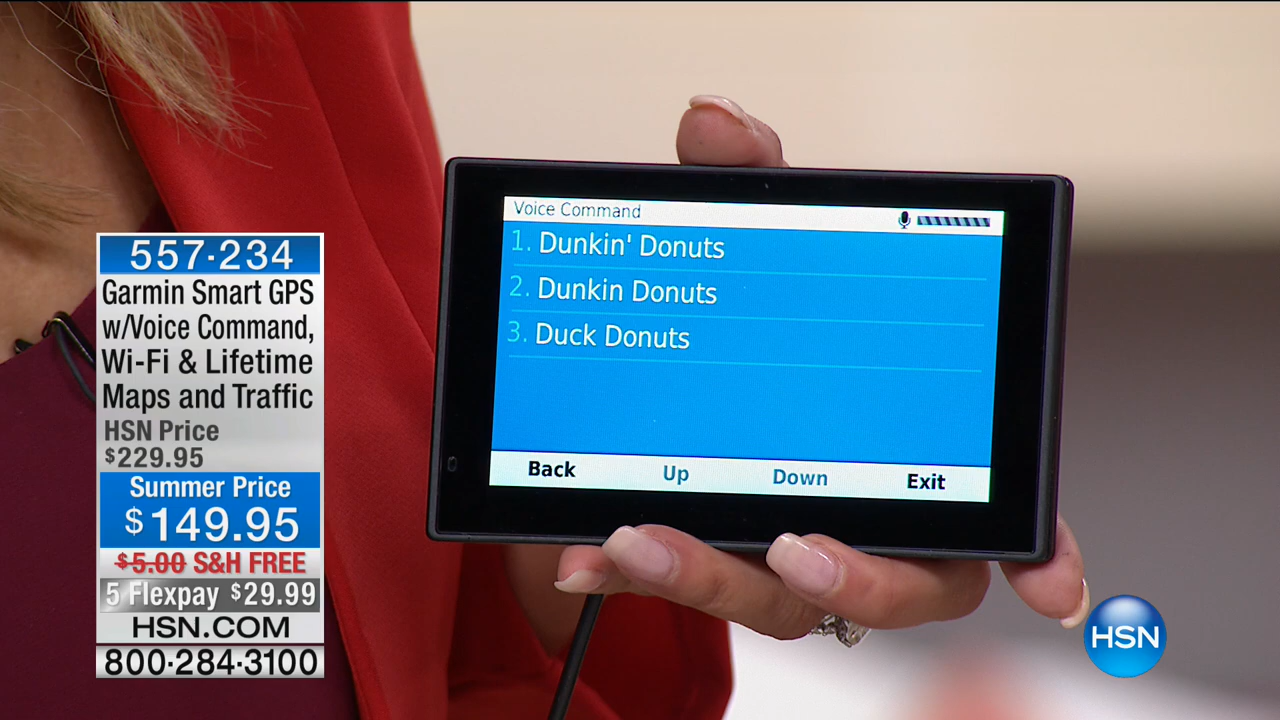 557·234
Garmin Smart GPS
w/Voice Command,
Wi-Fi & Lifetime
Maps and Traffic
HSN Price
$229.95
Summer Price
$149.95
$5.00 S&H FREE
5 Flexpay $29.99
HSN.COM
800·284·3100
Voice Command
1. Dunkin' Donuts
2. Dunkin Donuts
3. Duck Donuts
Back Up Down Exit
HSN